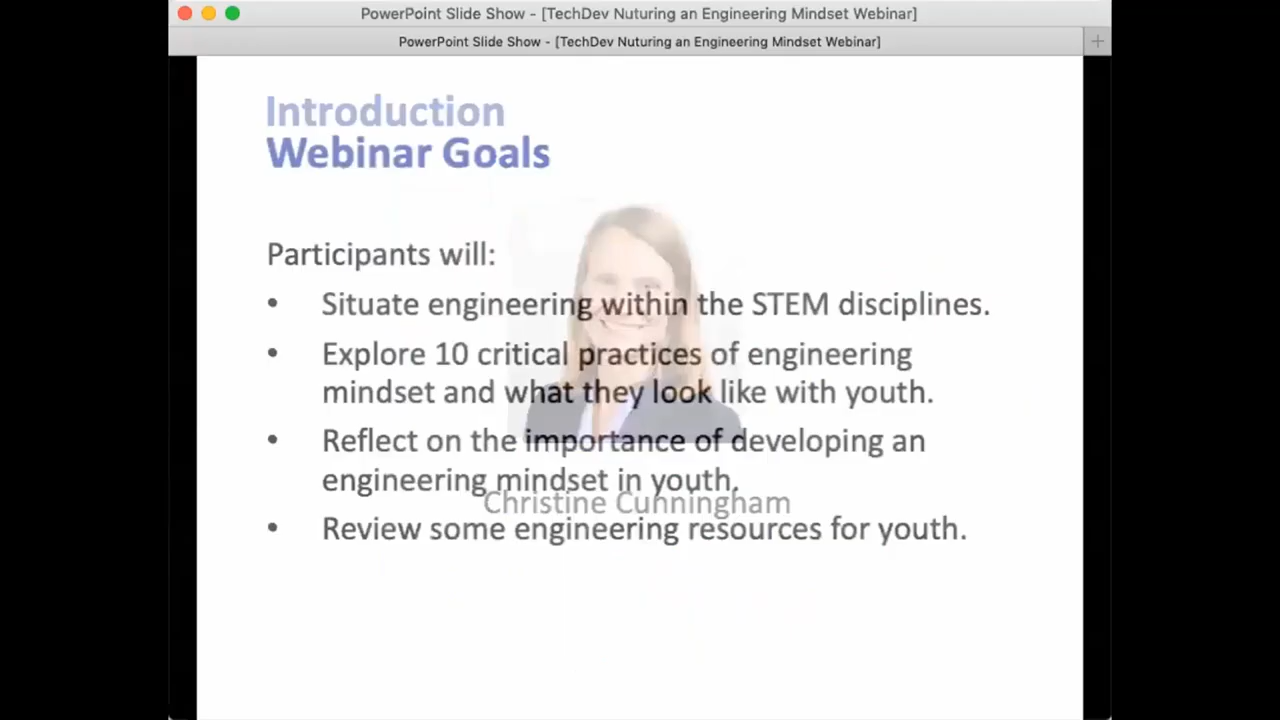 PowerPoint Slide Show - [TechDev Nuturing an Engineering Mindset Webinar]
PowerPoint Slide Show - [TechDev Nuturing an Engineering Mindset Webinar]
Introduction
Webinar Goals
Participants will:
• Situate engineering within the STEM disciplines.
• Explore 10 critical practices of engineering
mindset and what they look like with youth.
• Reflect on the importance of developing an
engineering mindset in youth.
Christine Cunningham
• Review some engineering resources for youth.